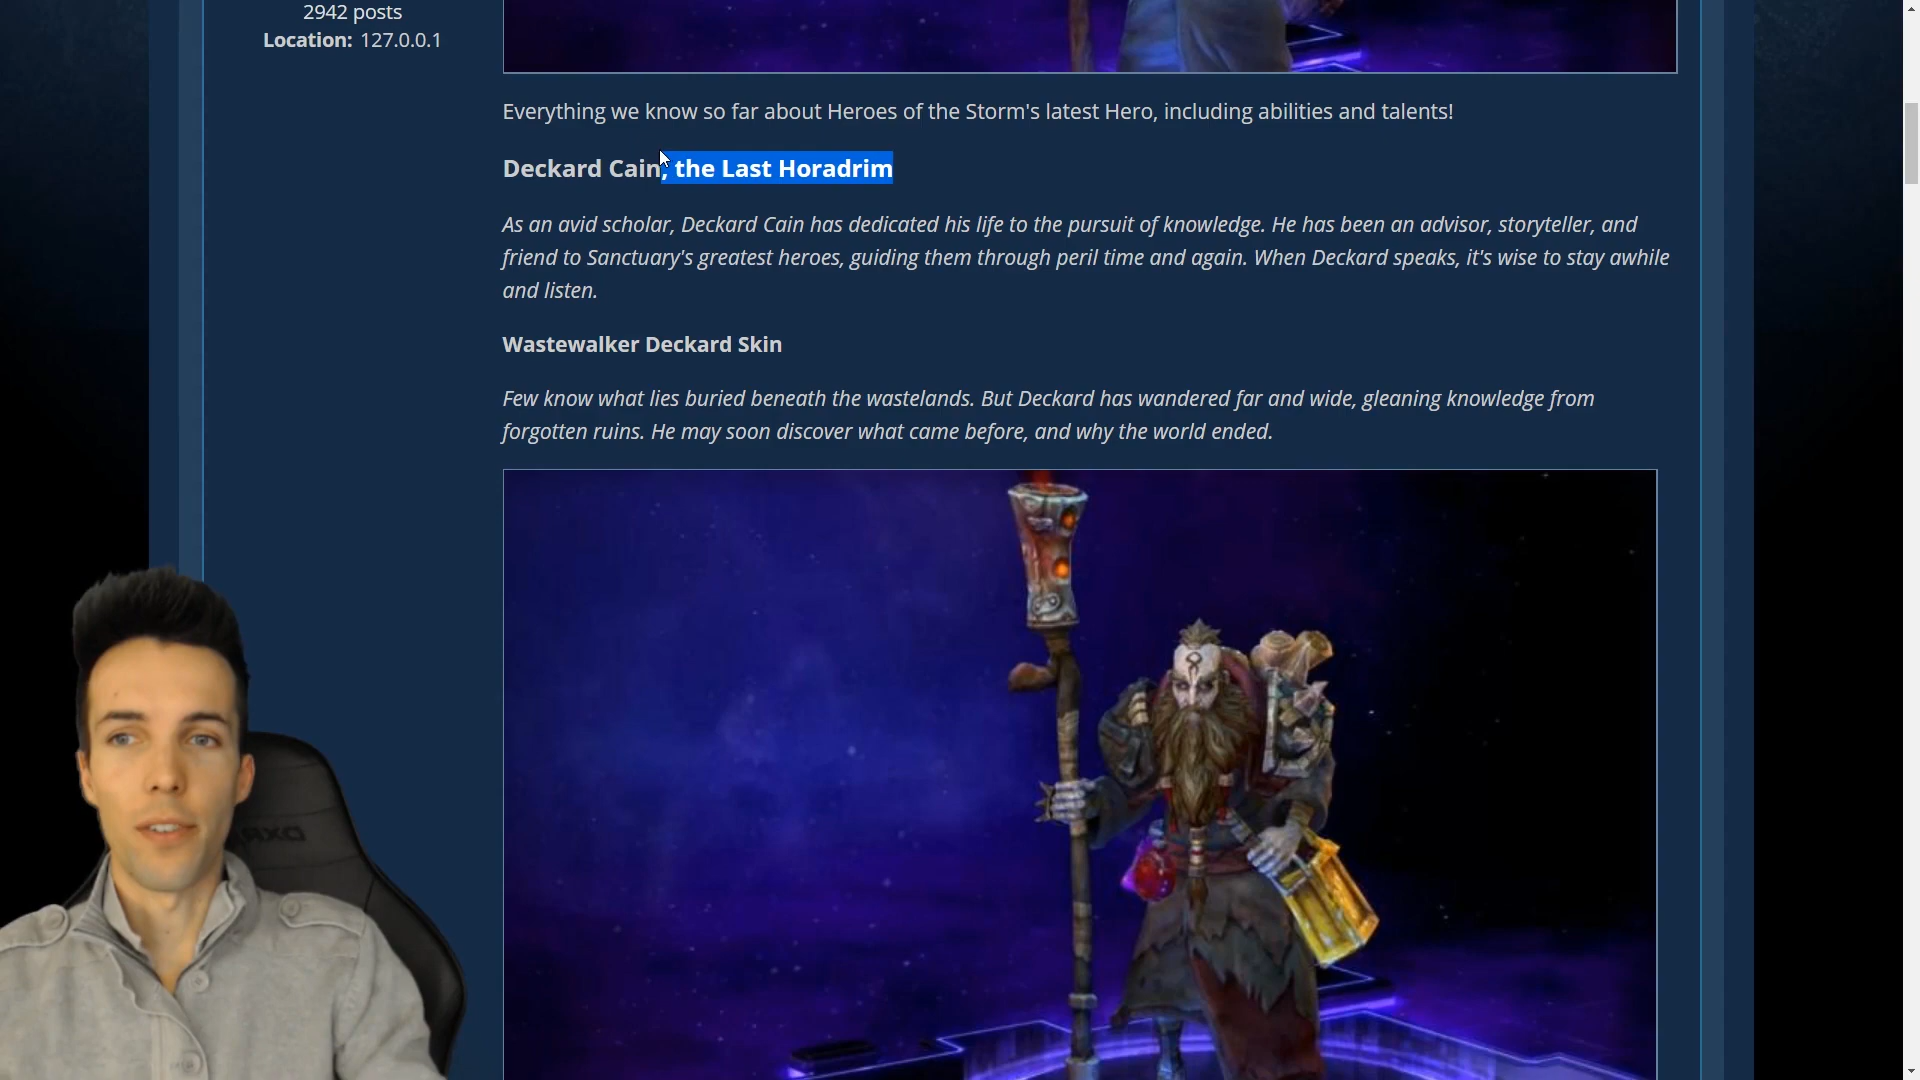 2942 posts
Location: 127.0.0.1
Everything we know so far about Heroes of the Storm's latest Hero, including abilities and talents!
Deckard Cain, the Last Horadrim
As an avid scholar, Deckard Cain has dedicated his life to the pursuit of knowledge. He has been an advisor, storyteller, and
friend to Sanctuary's greatest heroes, guiding them through peril time and again. When Deckard speaks, it's wise to stay awhile
and listen.
Wastewalker Deckard Skin
Few know what lies buried beneath the wastelands. But Deckard has wandered far and wide, gleaning knowledge from
forgotten ruins. He may soon discover what came before, and why the world ended.